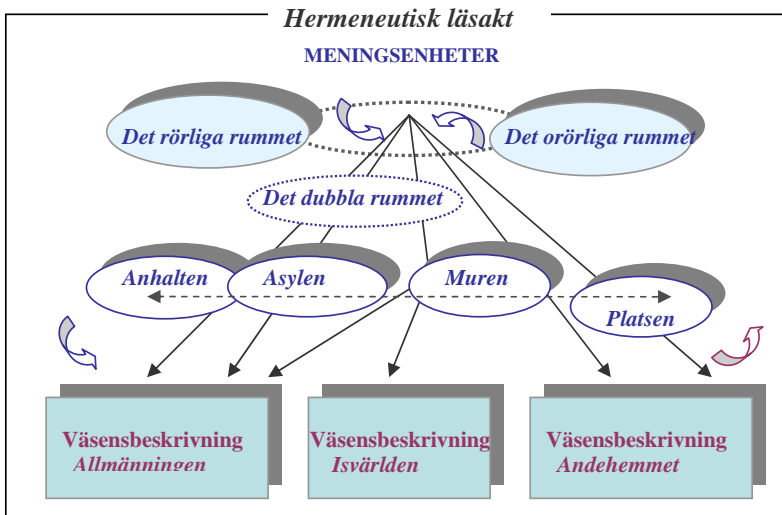 Hermeneutisk läsakt
MENINGSENHETER
Det rörliga rummet
Det orörliga rummet
Det dubbla rummet
Anhalten
Asylen
Muren
Platsen
Väsensbeskrivning
Allmänningen
Väsensbeskrivning
Isvärlden
Väsensbeskrivning
Andehemmet